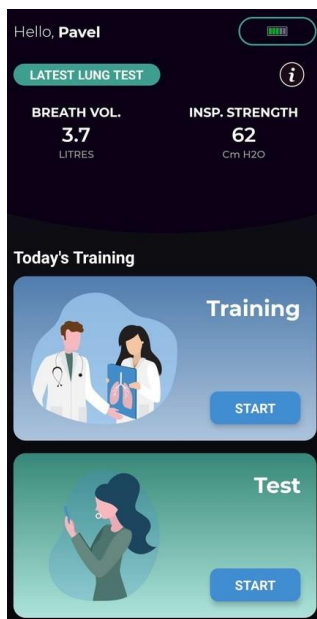 Hello, Pavel
LATEST LUNG TEST
i
BREATH VOL.
3.7
LITRES
INSP. STRENGTH
62
Cm H2O
Today's Training
Training
START
Test
START